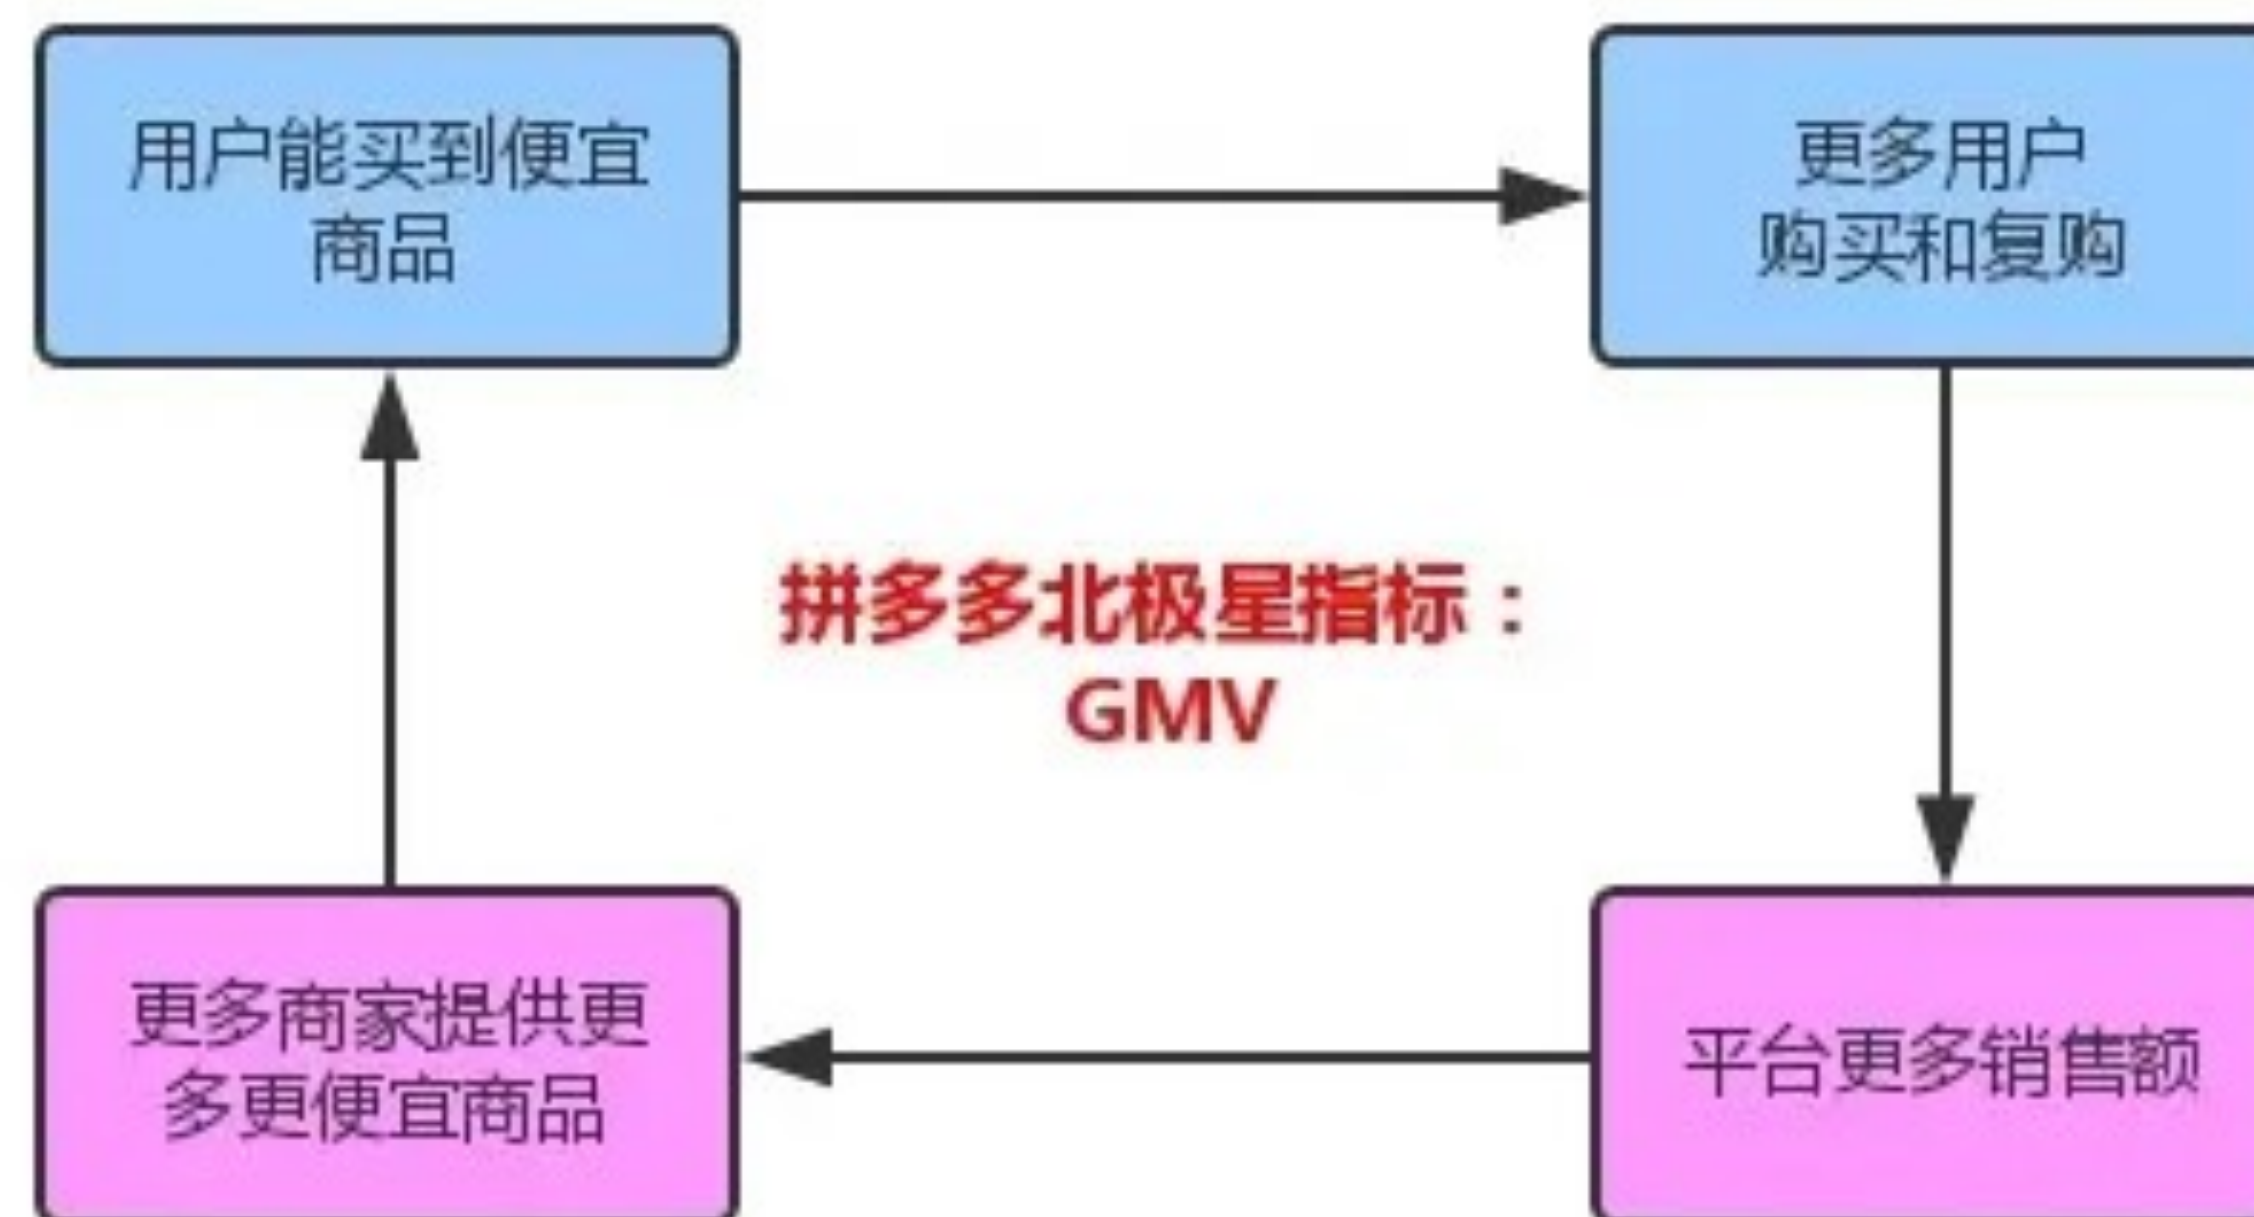 用户能买到便宜
商品
更多用户
购买和复购
拼多多北极星指标：
GMV
更多商家提供更
多更便宜商品
平台更多销售额